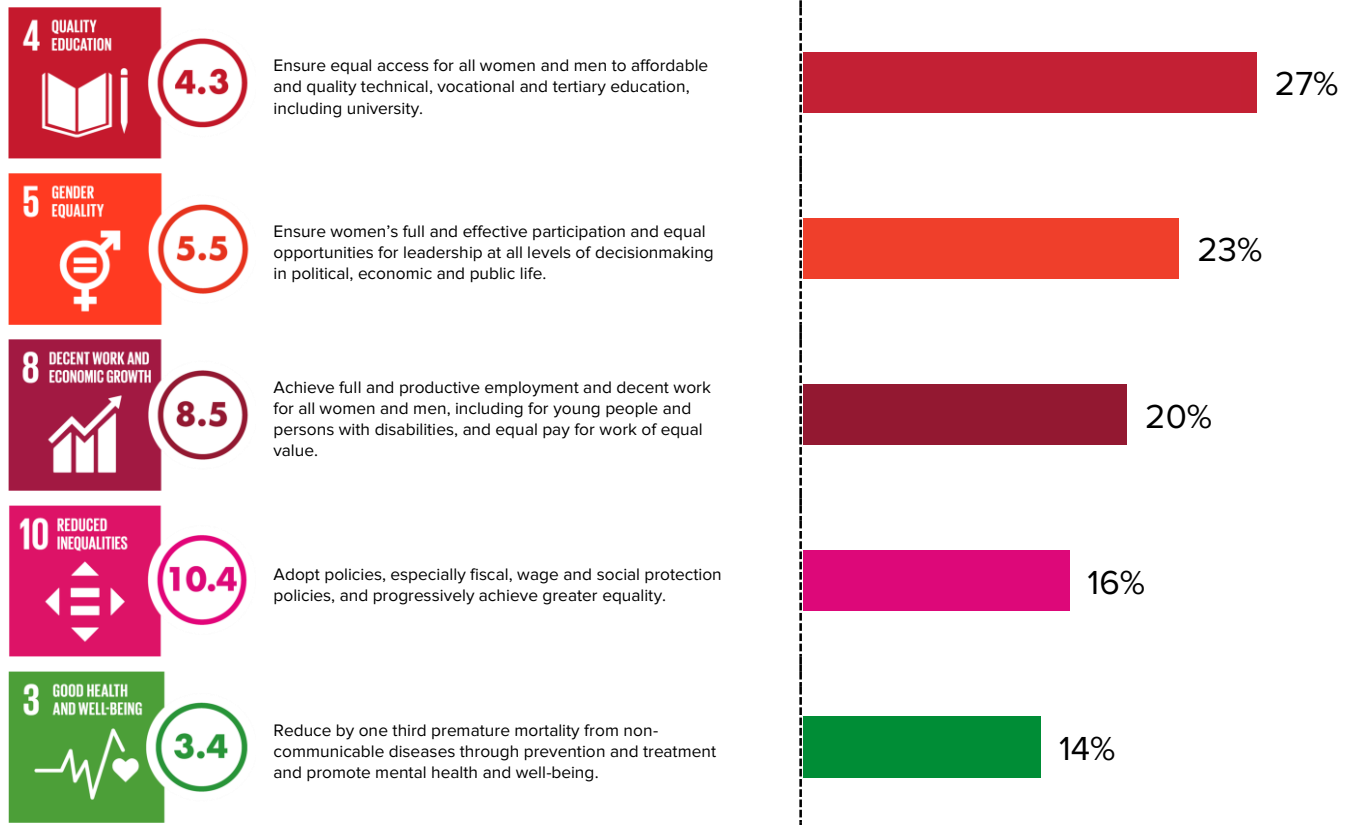 4 QUALITY
EDUCATION
4.3
Ensure equal access for all women and men to affordable
and quality technical, vocational and tertiary education,
including university.
27%
5 GENDER
EQUALITY
5.5
Ensure women’s full and effective participation and equal
opportunities for leadership at all levels of decisionmaking
in political, economic and public life.
23%
8 DECENT WORK AND
ECONOMIC GROWTH
8.5
Achieve full and productive employment and decent work
for all women and men, including for young people and
persons with disabilities, and equal pay for work of equal
value.
20%
10 REDUCED
INEQUALITIES
10.4
Adopt policies, especially fiscal, wage and social protection
policies, and progressively achieve greater equality.
16%
3 GOOD HEALTH
AND WELL-BEING
3.4
Reduce by one third premature mortality from non-
communicable diseases through prevention and treatment
and promote mental health and well-being.
14%